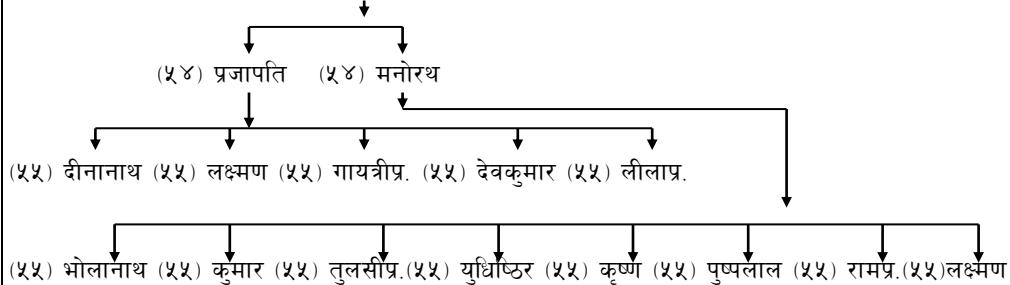 (५४) प्रजापति (५४) मनोरथ
(५५) दीनानाथ (५५) लक्ष्मण (५५) गायत्रीप्र. (५५) देवकुमार (५५) लीलाप्र.
(५५) भोलानाथ (५५) कुमार (५५) तुलसीप्र.(५५) युधिष्ठिर (५५) कृष्ण (५५) पुष्पलाल (५५) रामप्र.(५५)लक्ष्मण